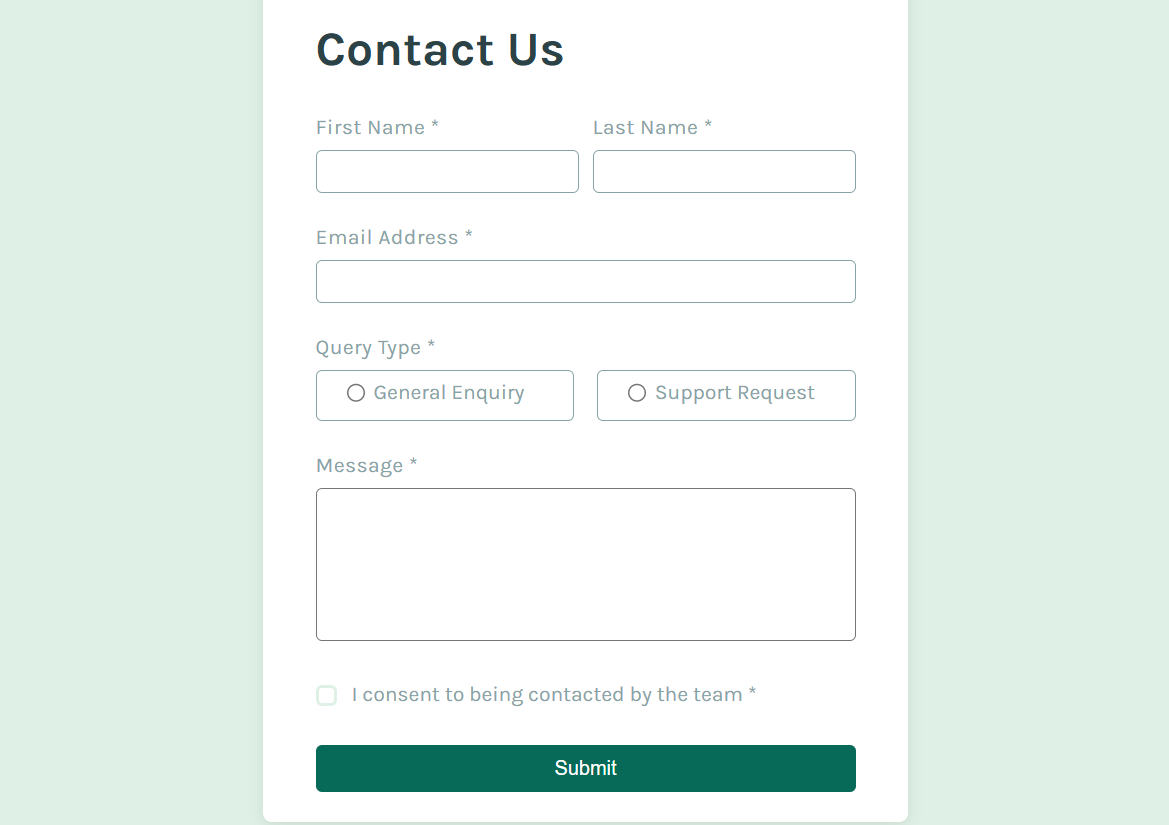 Contact Us
First Name * Last Name *
Email Address *
Query Type *
General Enquiry Support Request
Message *
I consent to being contacted by the team *
Submit